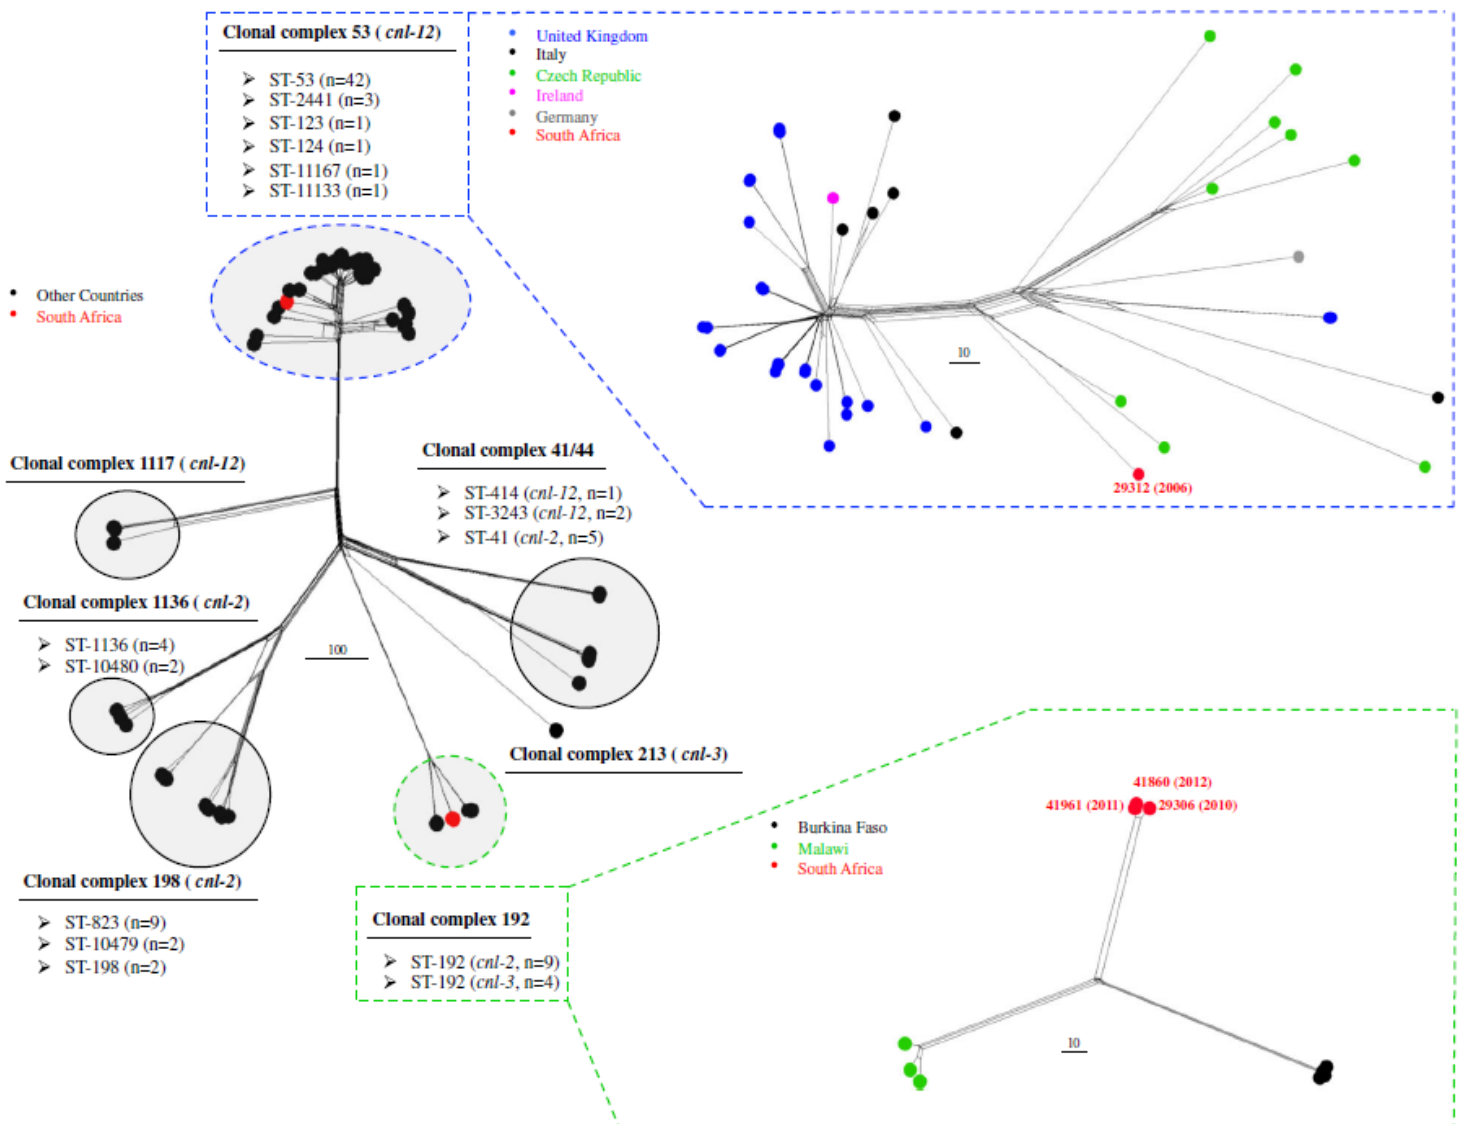 Clonal complex 53 ( cnl-12)
➢ ST-53 (n=42)
➢ ST-2441 (n=3)
➢ ST-123 (n=1)
➢ ST-124 (n=1)
➢ ST-11167 (n=1)
➢ ST-11133 (n=1)
• United Kingdom
• Italy
• Czech Republic
• Ireland
• Germany
• South Africa
10
29312 (2006)
• Other Countries
• South Africa
Clonal complex 1117 ( cnl-12)
Clonal complex 41/44
➢ ST-414 (cnl-12, n=1)
➢ ST-3243 (cnl-12, n=2)
➢ ST-41 (cnl-2, n=5)
Clonal complex 1136 ( cnl-2)
➢ ST-1136 (n=4)
➢ ST-10480 (n=2)
100
Clonal complex 213 ( cnl-3)
Clonal complex 198 ( cnl-2)
➢ ST-823 (n=9)
➢ ST-10479 (n=2)
➢ ST-198 (n=2)
Clonal complex 192
➢ ST-192 (cnl-2, n=9)
➢ ST-192 (cnl-3, n=4)
• Burkina Faso
• Malawi
• South Africa
41860 (2012)
41961 (2011)
29306 (2010)
10